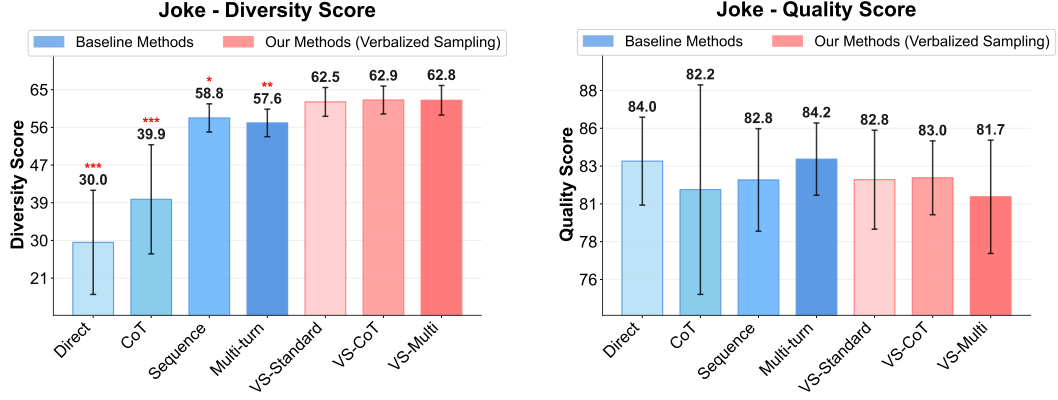 Joke - Diversity Score
Baseline Methods
Our Methods (Verbalized Sampling)
Diversity Score
65
56
47
39
30
21
***
30.0
***
39.9
*
58.8
**
57.6
62.5
62.9
62.8
Direct
CoT
Sequence
Multi-turn
VS-Standard
VS-CoT
VS-Multi
Joke - Quality Score
Baseline Methods
Our Methods (Verbalized Sampling)
Quality Score
88
86
83
81
78
76
84.0
82.2
82.8
84.2
82.8
83.0
81.7
Direct
CoT
Sequence
Multi-turn
VS-Standard
VS-CoT
VS-Multi